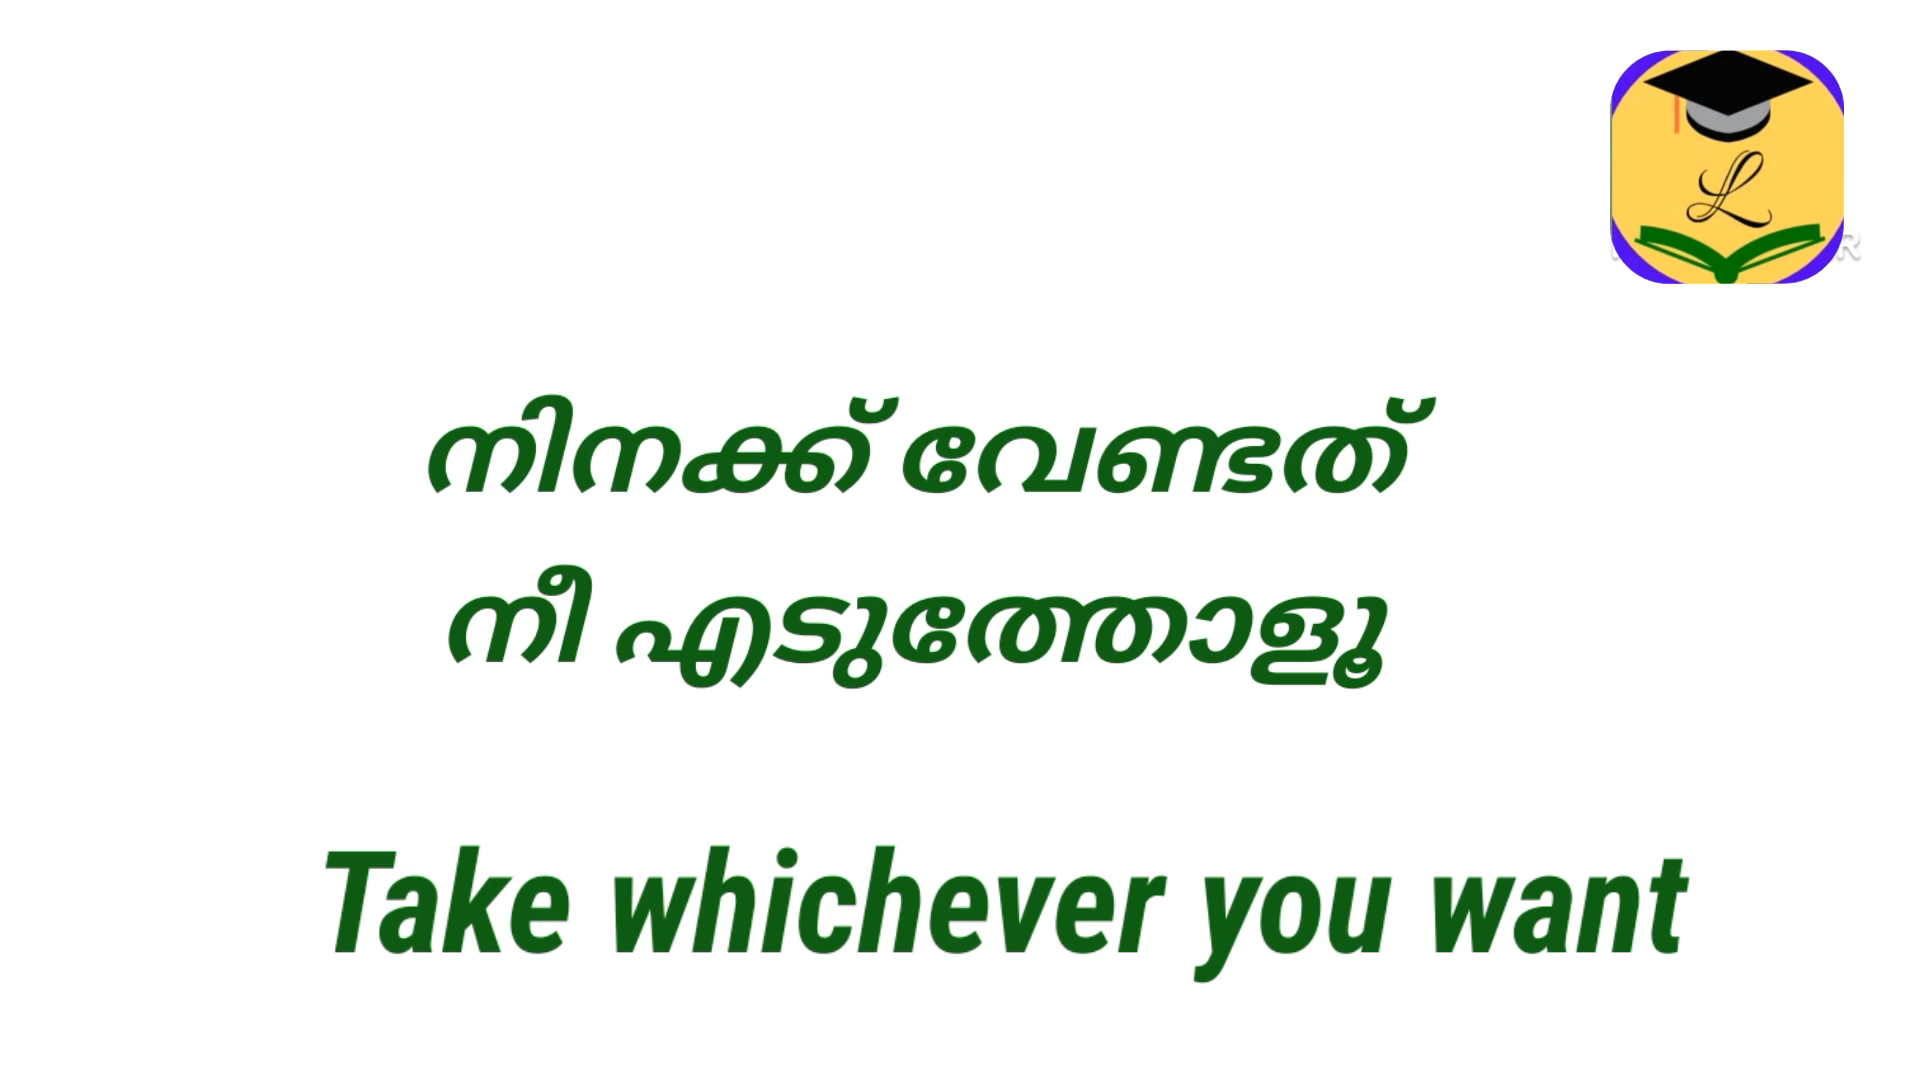 L
നിനക്ക് വേണ്ടത്
നീ എടുത്തോളൂ
Take whichever you want